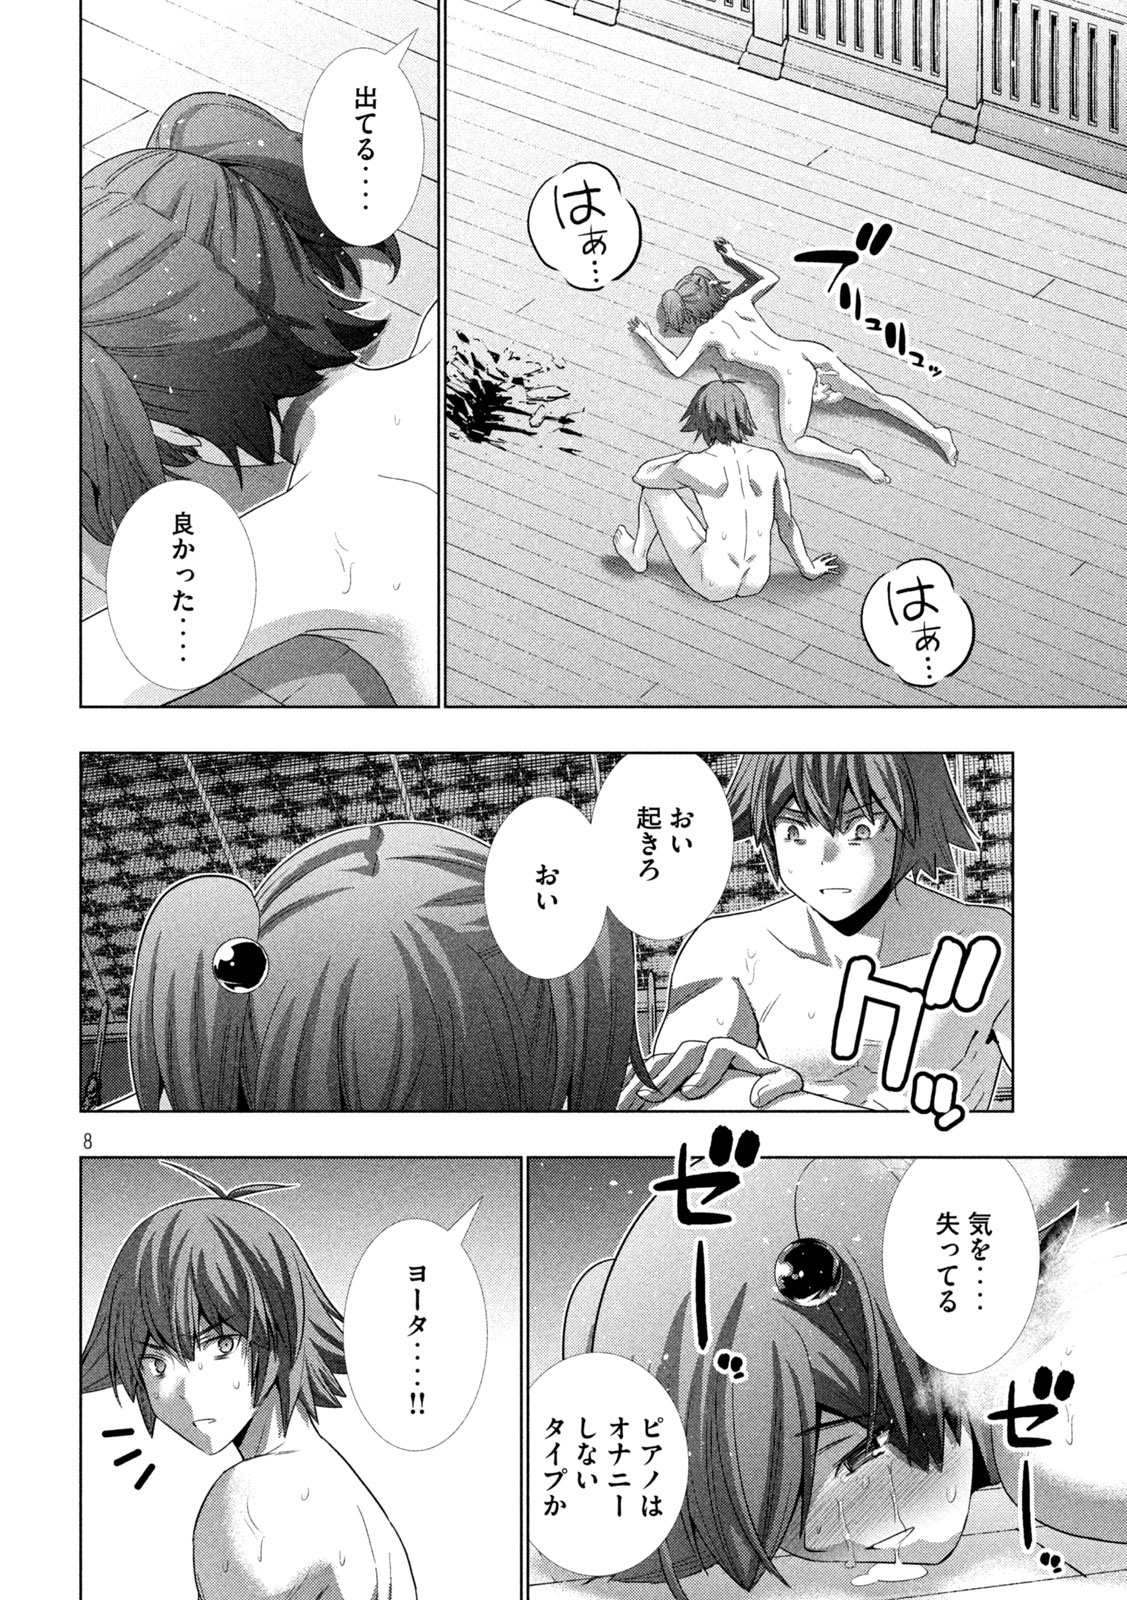 はぁ…
ブリュリュッ
はぁ…
出てる‥‥
良かった‥‥
おい
起きろ
おい
グッ
気を‥‥
失ってる
ゼー
ゼー
ピアノは
オナニー
しない
タイプか
ヨータ‥‥!!
8